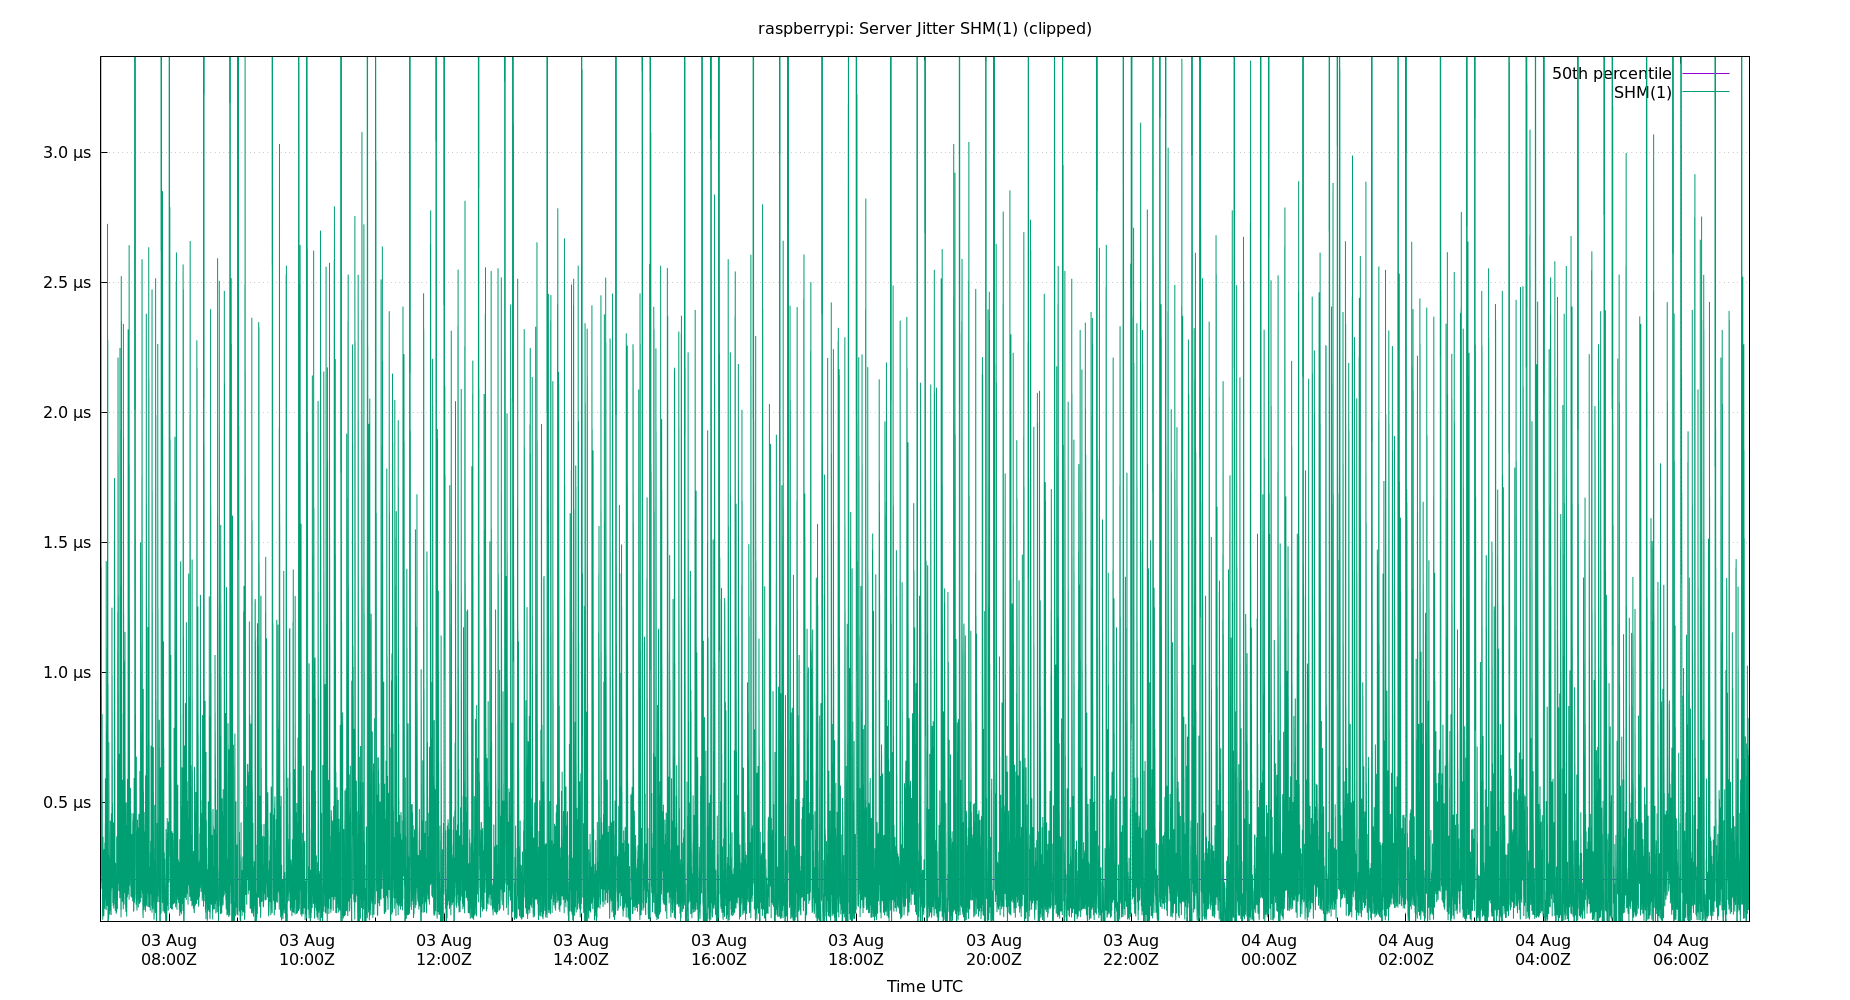 raspberrypi: Server Jitter SHM(1) (clipped)
50th percentile
SHM(1)
3.0 µs
2.5 µs
2.0 µs
1.5 µs
1.0 µs
0.5 µs
03 Aug 03 Aug 03 Aug 03 Aug 03 Aug 03 Aug 03 Aug 03 Aug 04 Aug 04 Aug 04 Aug 04 Aug
08:00Z 10:00Z 12:00Z 14:00Z 16:00Z 18:00Z 20:00Z 22:00Z 00:00Z 02:00Z 04:00Z 06:00Z
Time UTC